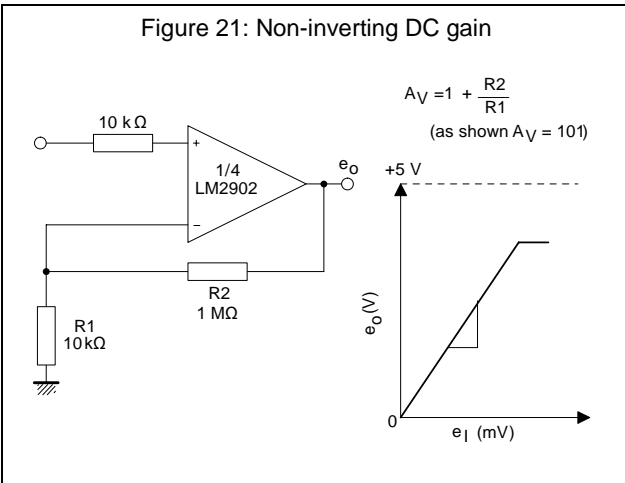 Figure 21: Non-inverting DC gain
A_V = 1 + R2/R1
(as shown A_V = 101)
10 kΩ
+
1/4
LM2902
−
e_o
R2
1 MΩ
R1
10kΩ
+5 V
e_o (V)
0
e_I (mV)